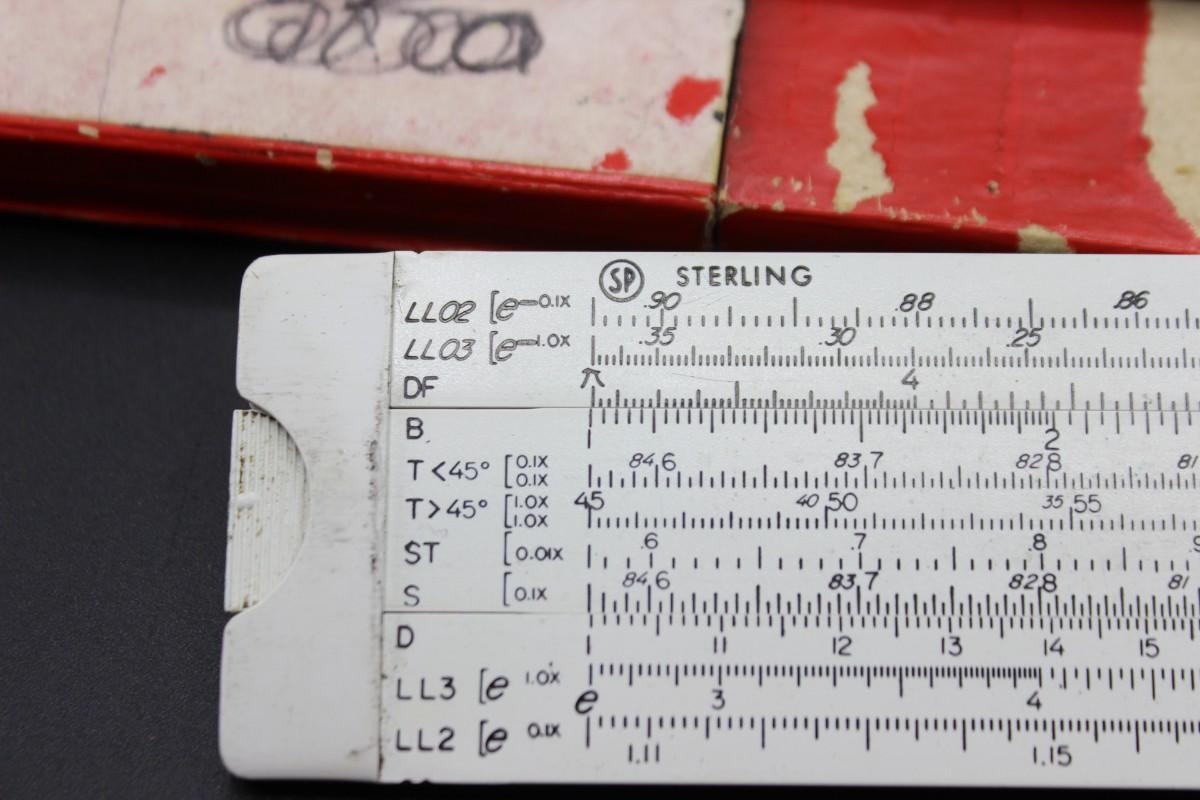 SP STERLING
LL02 [e-0.1X .90 .88 .86
LL03 [e-1.0X .35 .30 .25
DF π 4
B 2
T<45° [0.1X 0.1X 84 6 83 7 82 8 81
T>45° [1.0X 1.0X 45 40 50 35 55
ST [0.01X .6 .7 .8 .9
S [0.1X 84 6 83 7 82 8 81
D 11 12 13 14 15
LL3 [e 1.0X e 3 4
LL2 [e 0.1X 1.11 1.15